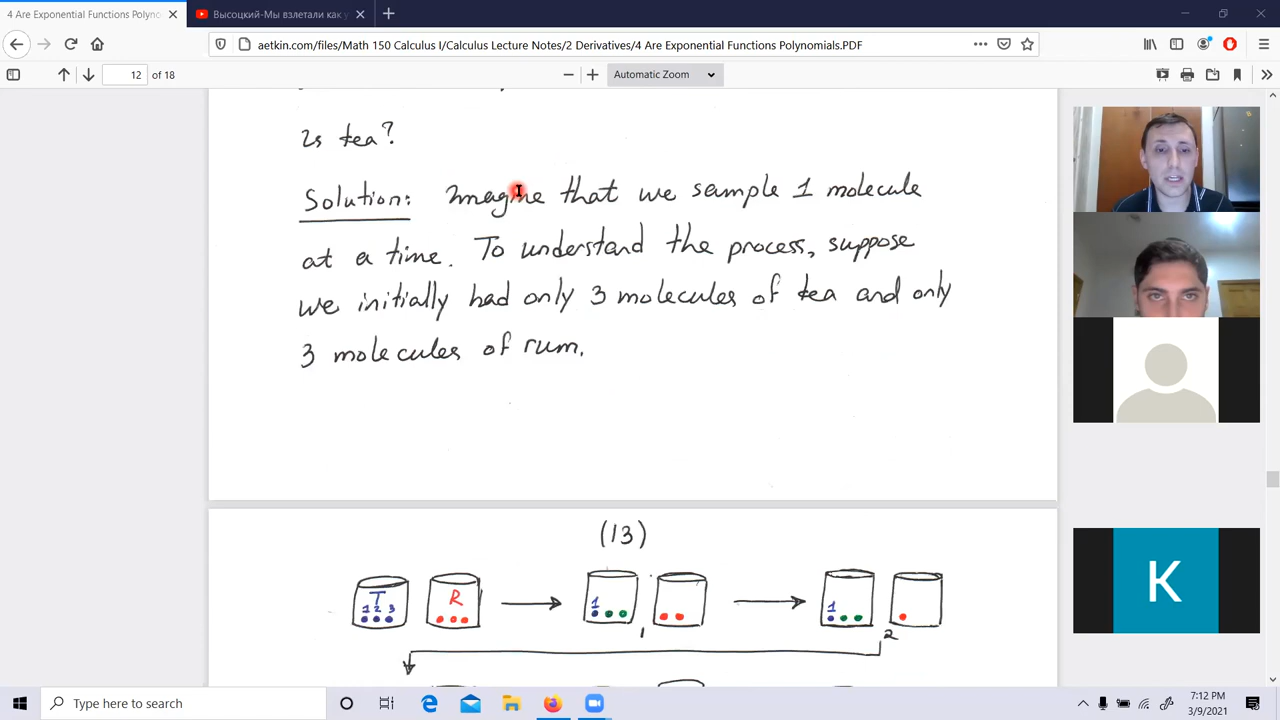 4 Are Exponential Functions Polyno
Высоцкий-Мы взлетали как у
aetkin.com/files/Math 150 Calculus I/Calculus Lecture Notes/2 Derivatives/4 Are Exponential Functions Polynomials.PDF
12 of 18
Automatic Zoom
is tea?
Solution: Imagine that we sample 1 molecule
at a time. To understand the process, suppose
we initially had only 3 molecules of tea and only
3 molecules of rum.
(13)
T R
1 2 3 1 1
1 2
K
Type here to search
7:12 PM
3/9/2021